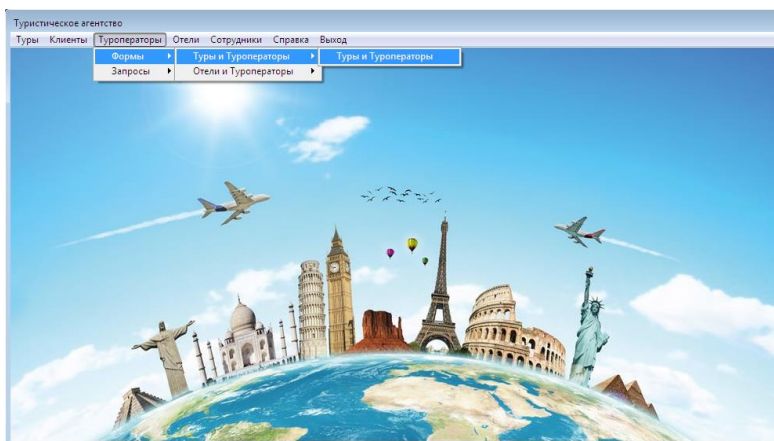 Туристическое агентство
Туры Клиенты Туроператоры Отели Сотрудники Справка Выход
Формы Туры и Туроператоры Туры и Туроператоры
Запросы Отели и Туроператоры